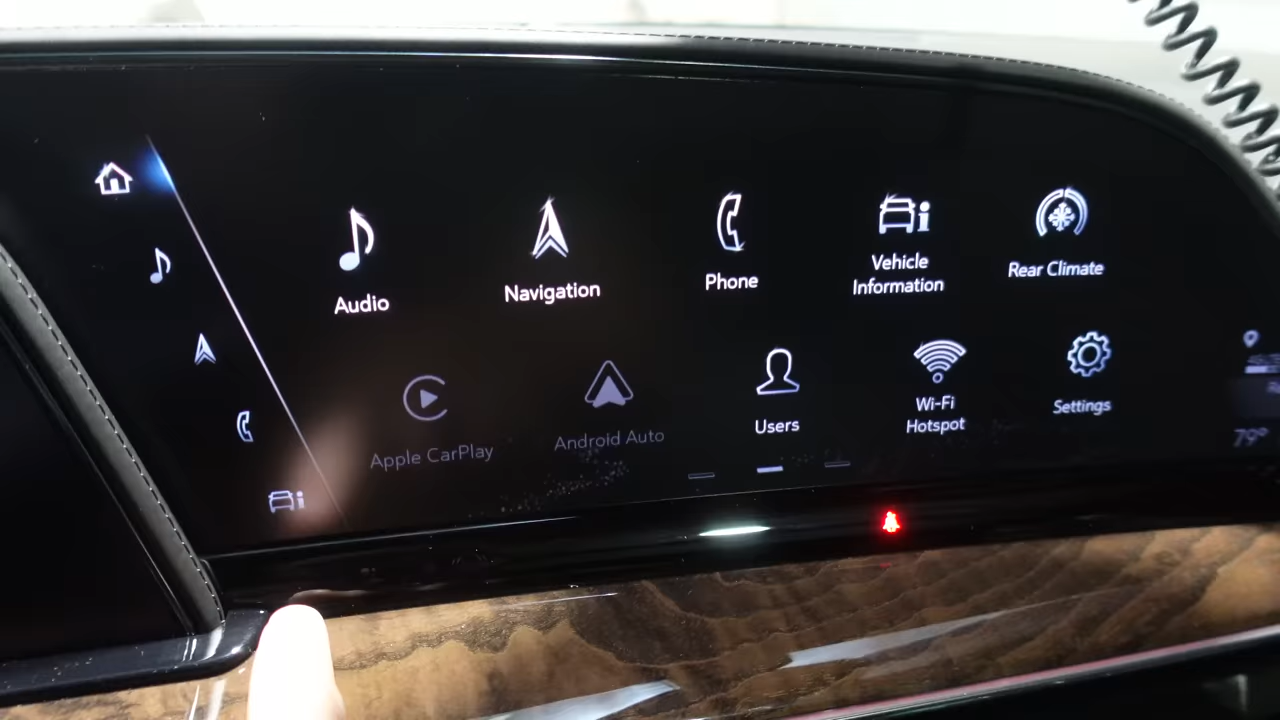 Audio
Navigation
Phone
Vehicle
Information
Rear Climate
Apple CarPlay
Android Auto
Users
Wi-Fi
Hotspot
Settings
79°